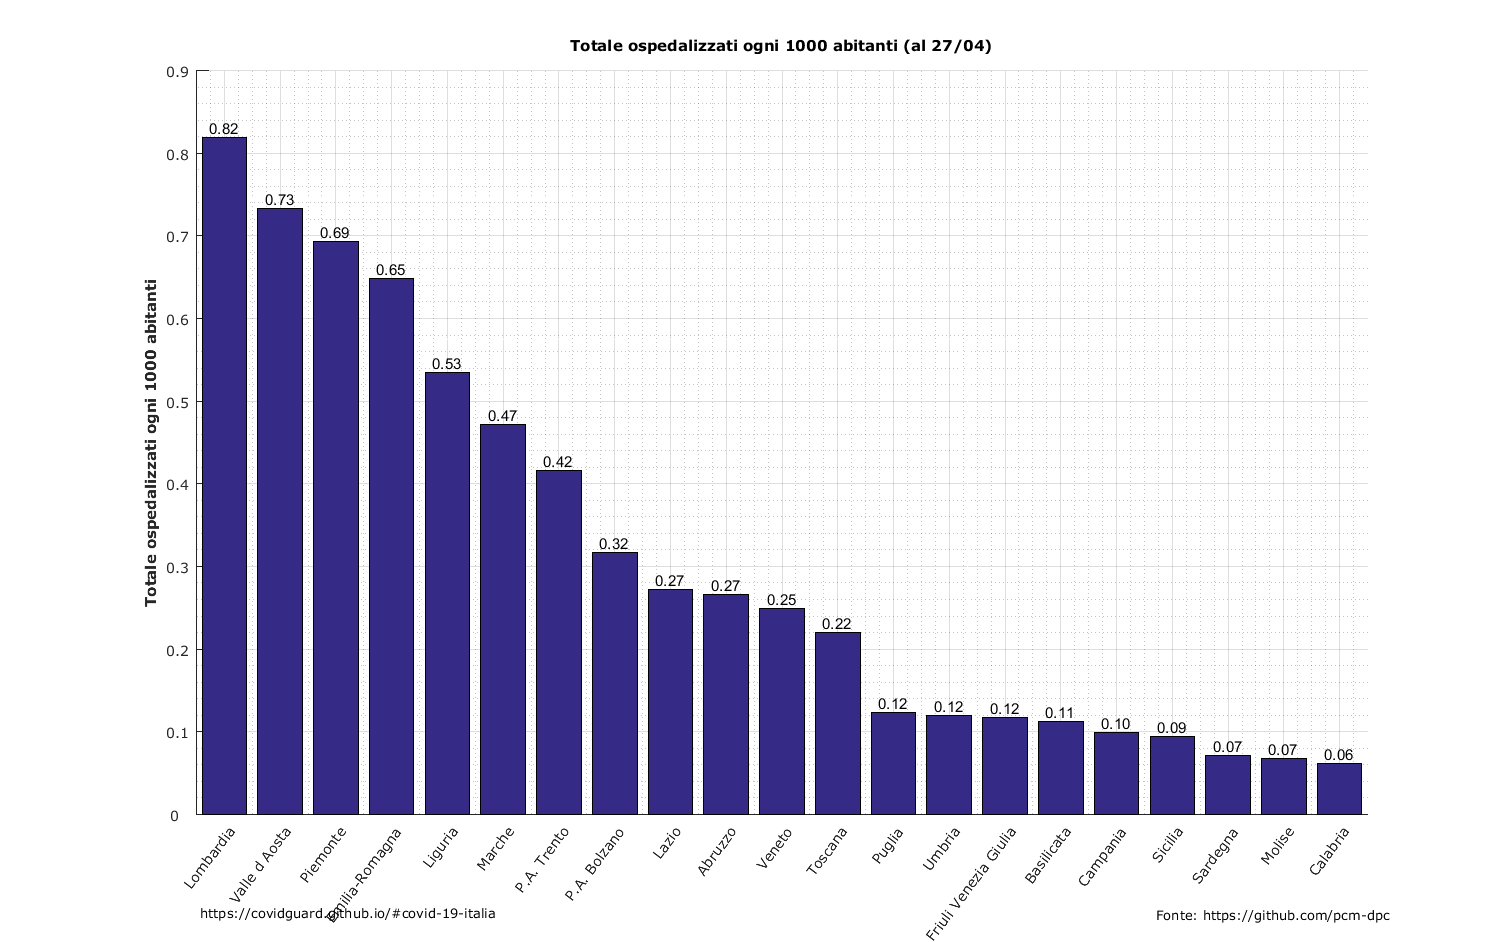 Totale ospedalizzati ogni 1000 abitanti (al 27/04)
Totale ospedalizzati ogni 1000 abitanti
0.9
0.8
0.7
0.6
0.5
0.4
0.3
0.2
0.1
0
0.82
0.73
0.69
0.65
0.53
0.47
0.42
0.32
0.27
0.27
0.25
0.22
0.12
0.12
0.12
0.11
0.10
0.09
0.07
0.07
0.06
Lombardia
Valle d Aosta
Piemonte
Emilia-Romagna
Liguria
Marche
P.A. Trento
P.A. Bolzano
Lazio
Abruzzo
Veneto
Toscana
Puglia
Umbria
Friuli Venezia Giulia
Basilicata
Campania
Sicilia
Sardegna
Molise
Calabria
https://covidguard.github.io/#covid-19-italia
Fonte: https://github.com/pcm-dpc